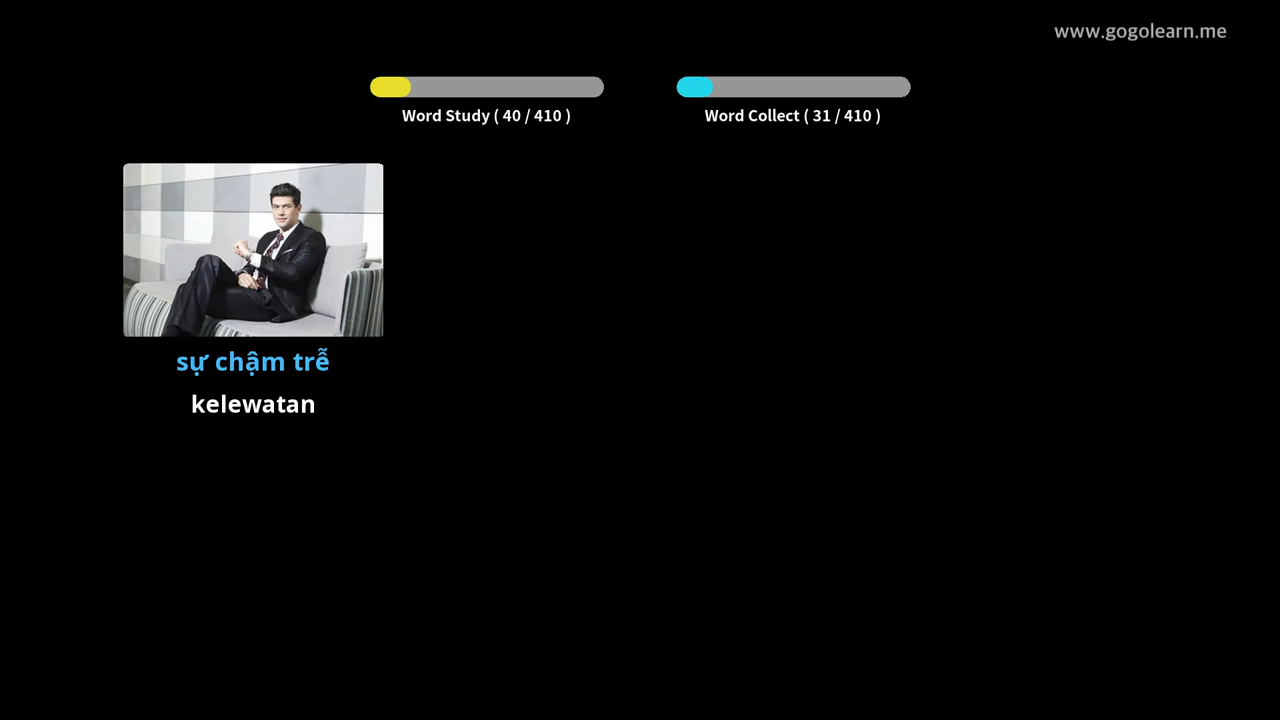 www.gogolearn.me
Word Study ( 40 / 410 )
Word Collect ( 31 / 410 )
sự chậm trễ
kelewatan